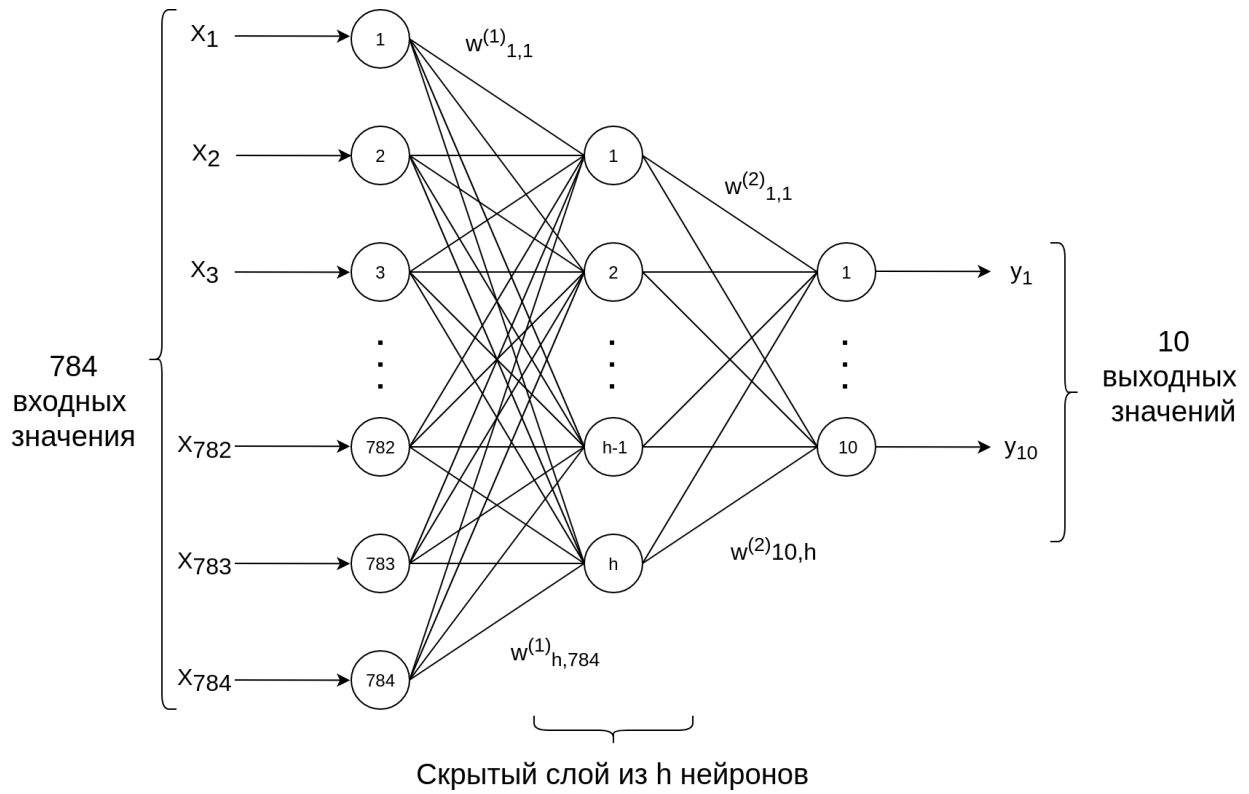 784
входных
значения
X1
X2
X3
X782
X783
X784
1
2
3
782
783
784
w(1)1,1
w(1)h,784
1
2
h-1
h
w(2)1,1
w(2)10,h
1
10
y1
y10
10
выходных
значений
Скрытый слой из h нейронов